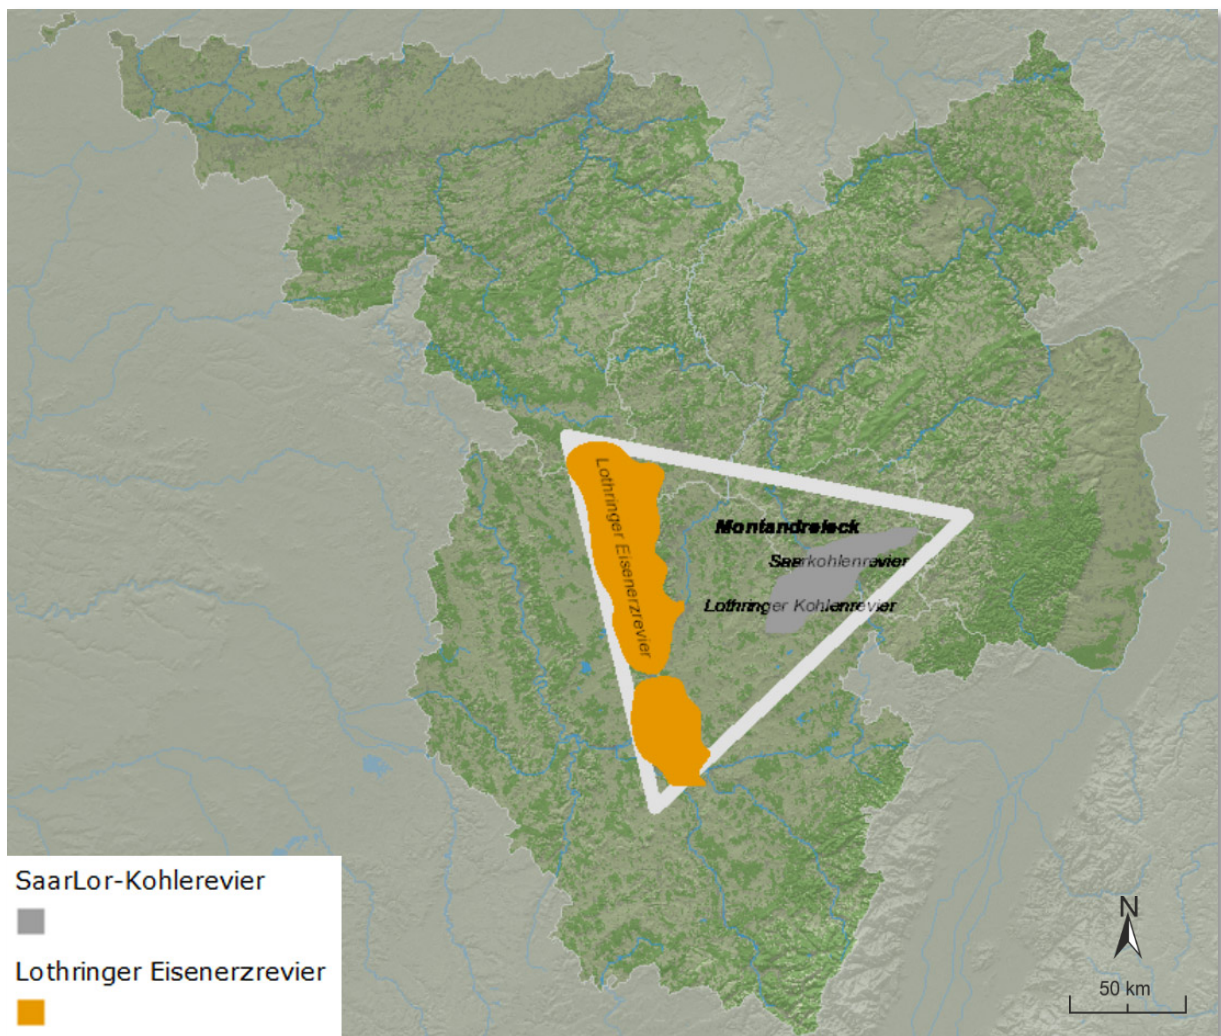 Lothringer Eisenerzrevier
Montandreieck
Saarkohlenrevier
Lothringer Kohlenrevier
SaarLor-Kohlerevier
Lothringer Eisenerzrevier
N
50 km